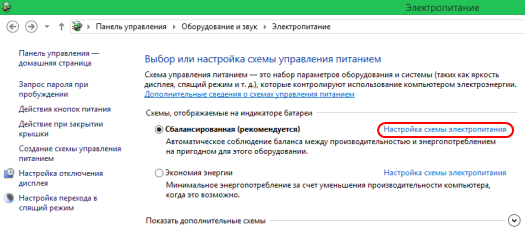 Электропитание
Панель управления ▸ Оборудование и звук ▸ Электропитание
Панель управления —
домашняя страница
Запрос пароля при
пробуждении
Действия кнопок питания
Действие при закрытии
крышки
Создание схемы управления
питанием
Настройка отключения
дисплея
Настройка перехода в
спящий режим
Выбор или настройка схемы управления питанием
Схема управления питанием — это набор параметров оборудования и системы (таких как яркость
дисплея, спящий режим и т. д.), которые контролируют использование компьютером электроэнергии.
Дополнительные сведения о схемах управления питанием
Схемы, отображаемые на индикаторе батареи
Сбалансированная (рекомендуется) Настройка схемы электропитания
Автоматическое соблюдение баланса между производительностью и энергопотреблением
на пригодном для этого оборудовании.
Экономия энергии Настройка схемы электропитания
Минимальное энергопотребление за счет уменьшения производительности компьютера,
когда это возможно.
Показать дополнительные схемы